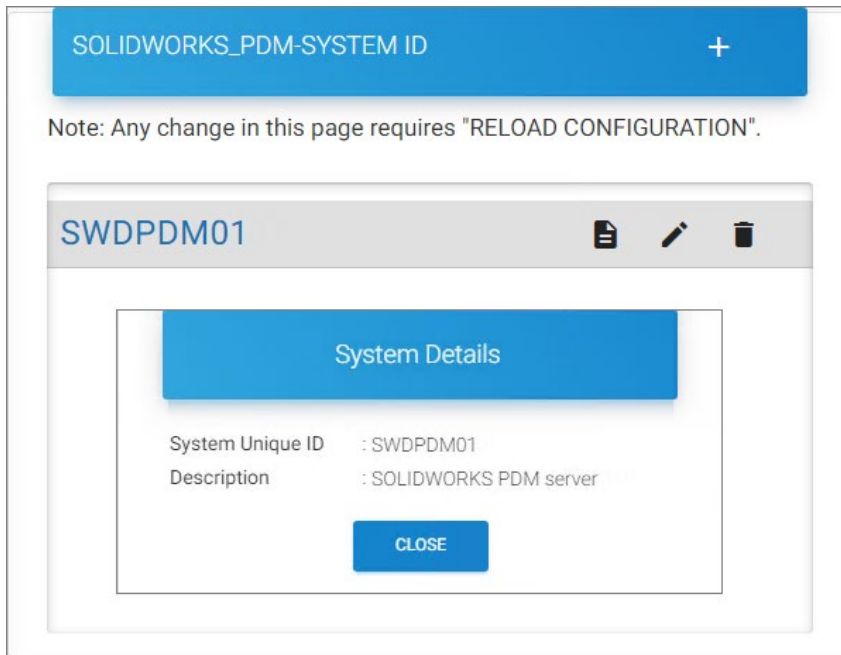 SOLIDWORKS_PDM-SYSTEM ID +
Note: Any change in this page requires "RELOAD CONFIGURATION".
SWDPDM01
System Details
System Unique ID : SWDPDM01
Description : SOLIDWORKS PDM server
CLOSE